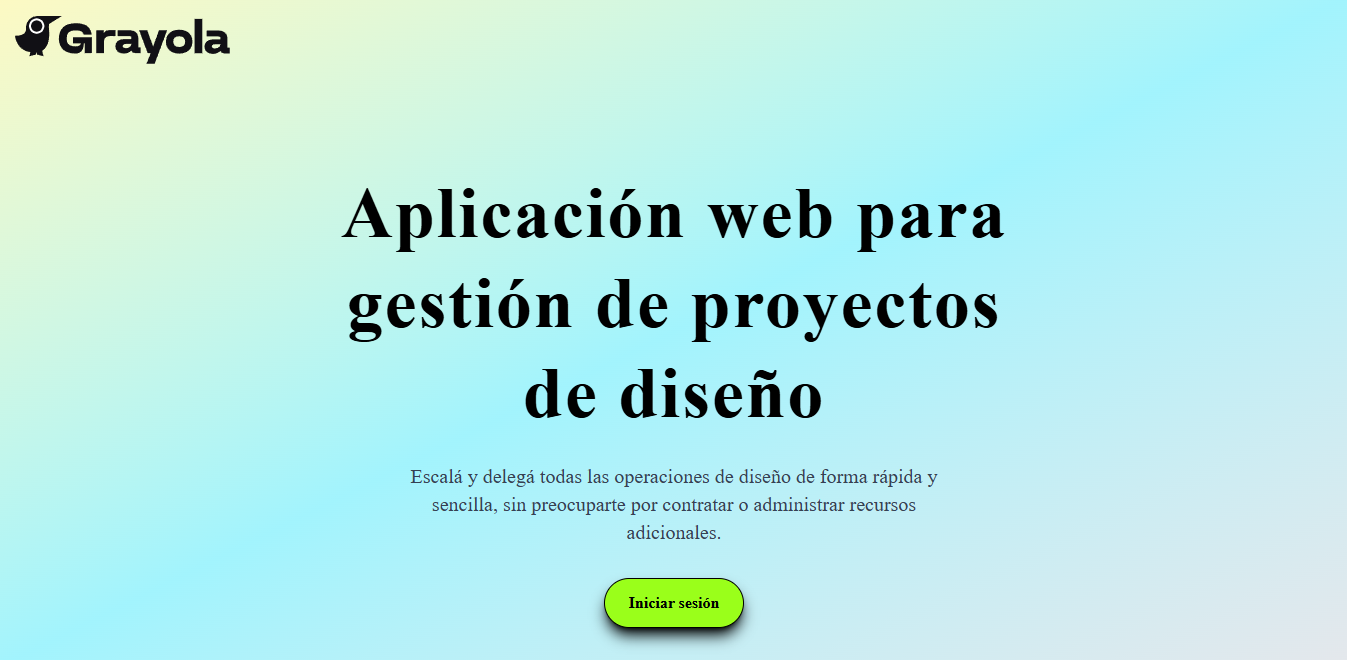 Grayola
Aplicación web para
gestión de proyectos
de diseño
Escalá y delegá todas las operaciones de diseño de forma rápida y
sencilla, sin preocuparte por contratar o administrar recursos
adicionales.
Iniciar sesión